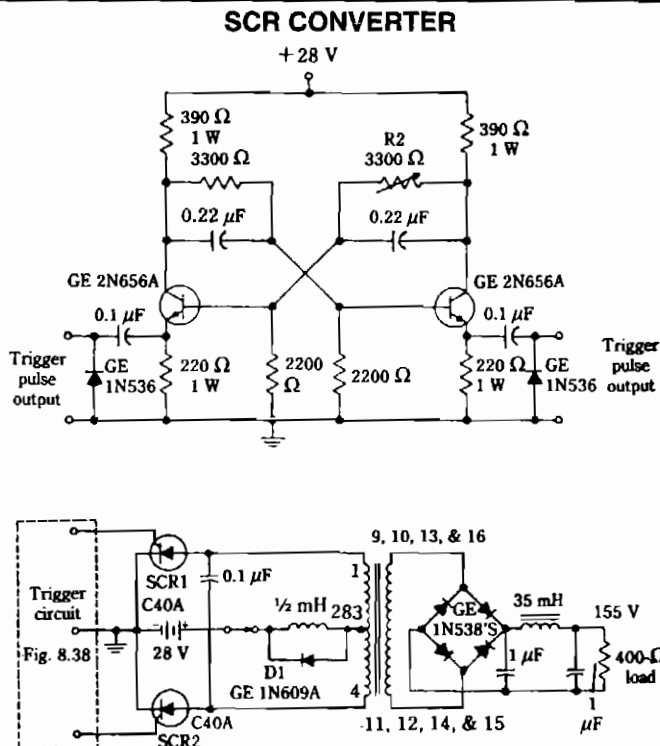 SCR CONVERTER
+28 V
390 Ω
1 W
3300 Ω
R2
3300 Ω
390 Ω
1 W
0.22 μF
0.22 μF
GE 2N656A
GE 2N656A
0.1 μF
0.1 μF
Trigger
pulse
output
GE
1N536
220 Ω
1 W
2200
Ω
2200 Ω
220 Ω
1 W
GE
1N536
Trigger
pulse
output
9, 10, 13, & 16
Trigger
circuit
Fig. 8.38
SCR1
C40A
0.1 μF
28 V
½ mH
283
1
4
D1
GE 1N609A
GE
1N538'S
35 mH
155 V
1 μF
400-Ω
load
1
μF
C40A
SCR2
11, 12, 14, & 15